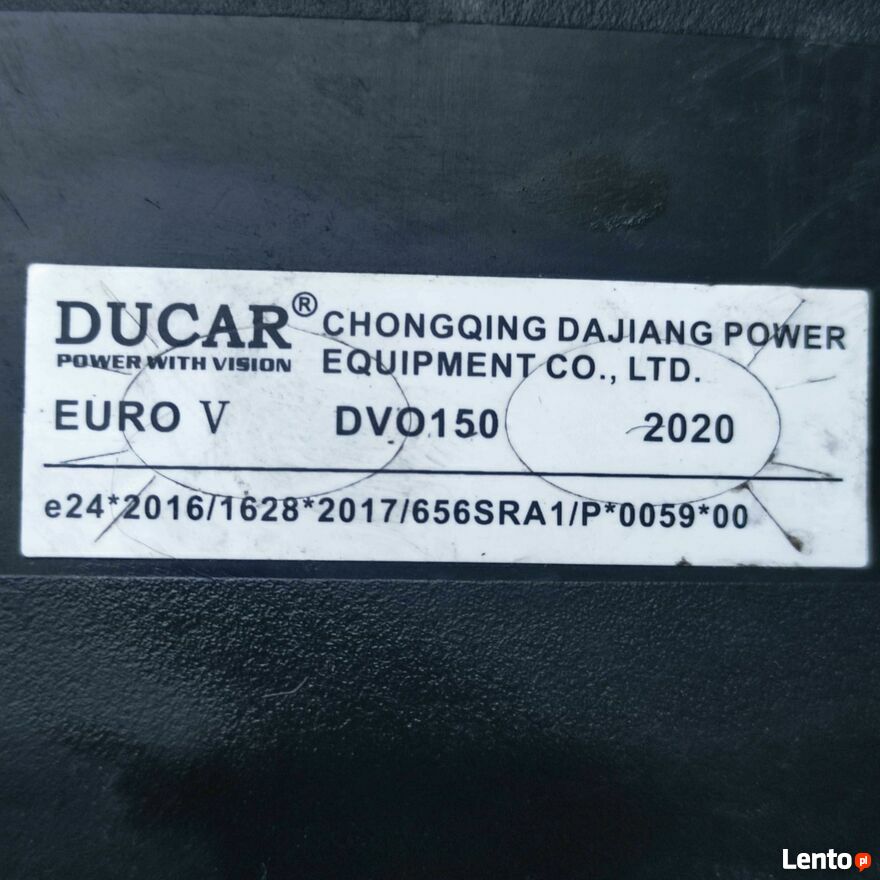 DUCAR®
POWER WITH VISION
CHONGQING DAJIANG POWER
EQUIPMENT CO., LTD.
EURO V DVO150 2020
e24*2016/1628*2017/656SRA1/P*0059*00
Lento pl